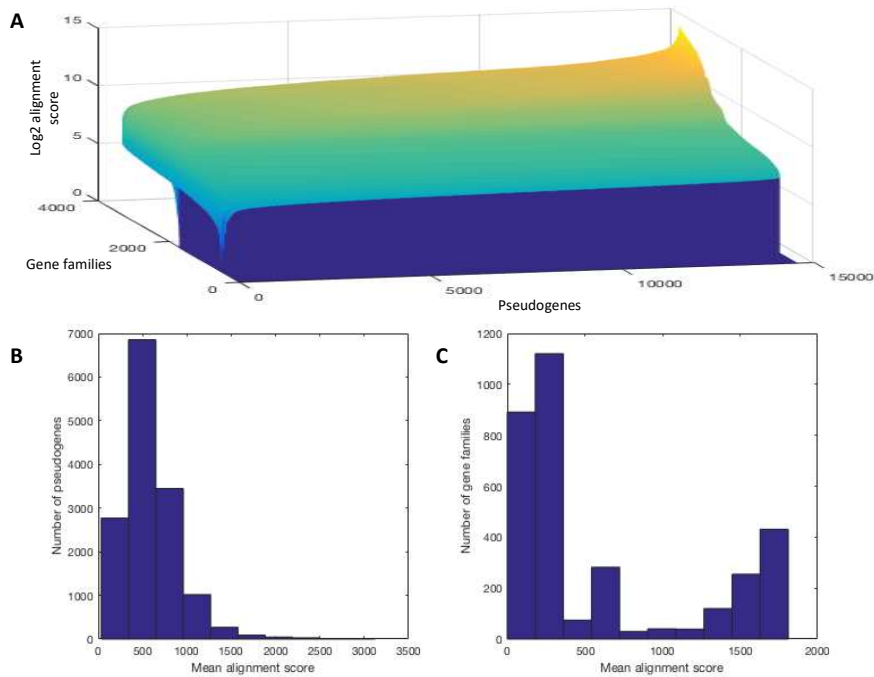 A
15
10
5
0
Log2 alignment
score
4000
2000
0
Gene families
0
5000
10000
15000
Pseudogenes
B
7000
6000
5000
4000
3000
2000
1000
0
Number of pseudogenes
0 500 1000 1500 2000 2500 3000 3500
Mean alignment score
C
1200
1000
800
600
400
200
0
Number of gene families
0 500 1000 1500 2000
Mean alignment score